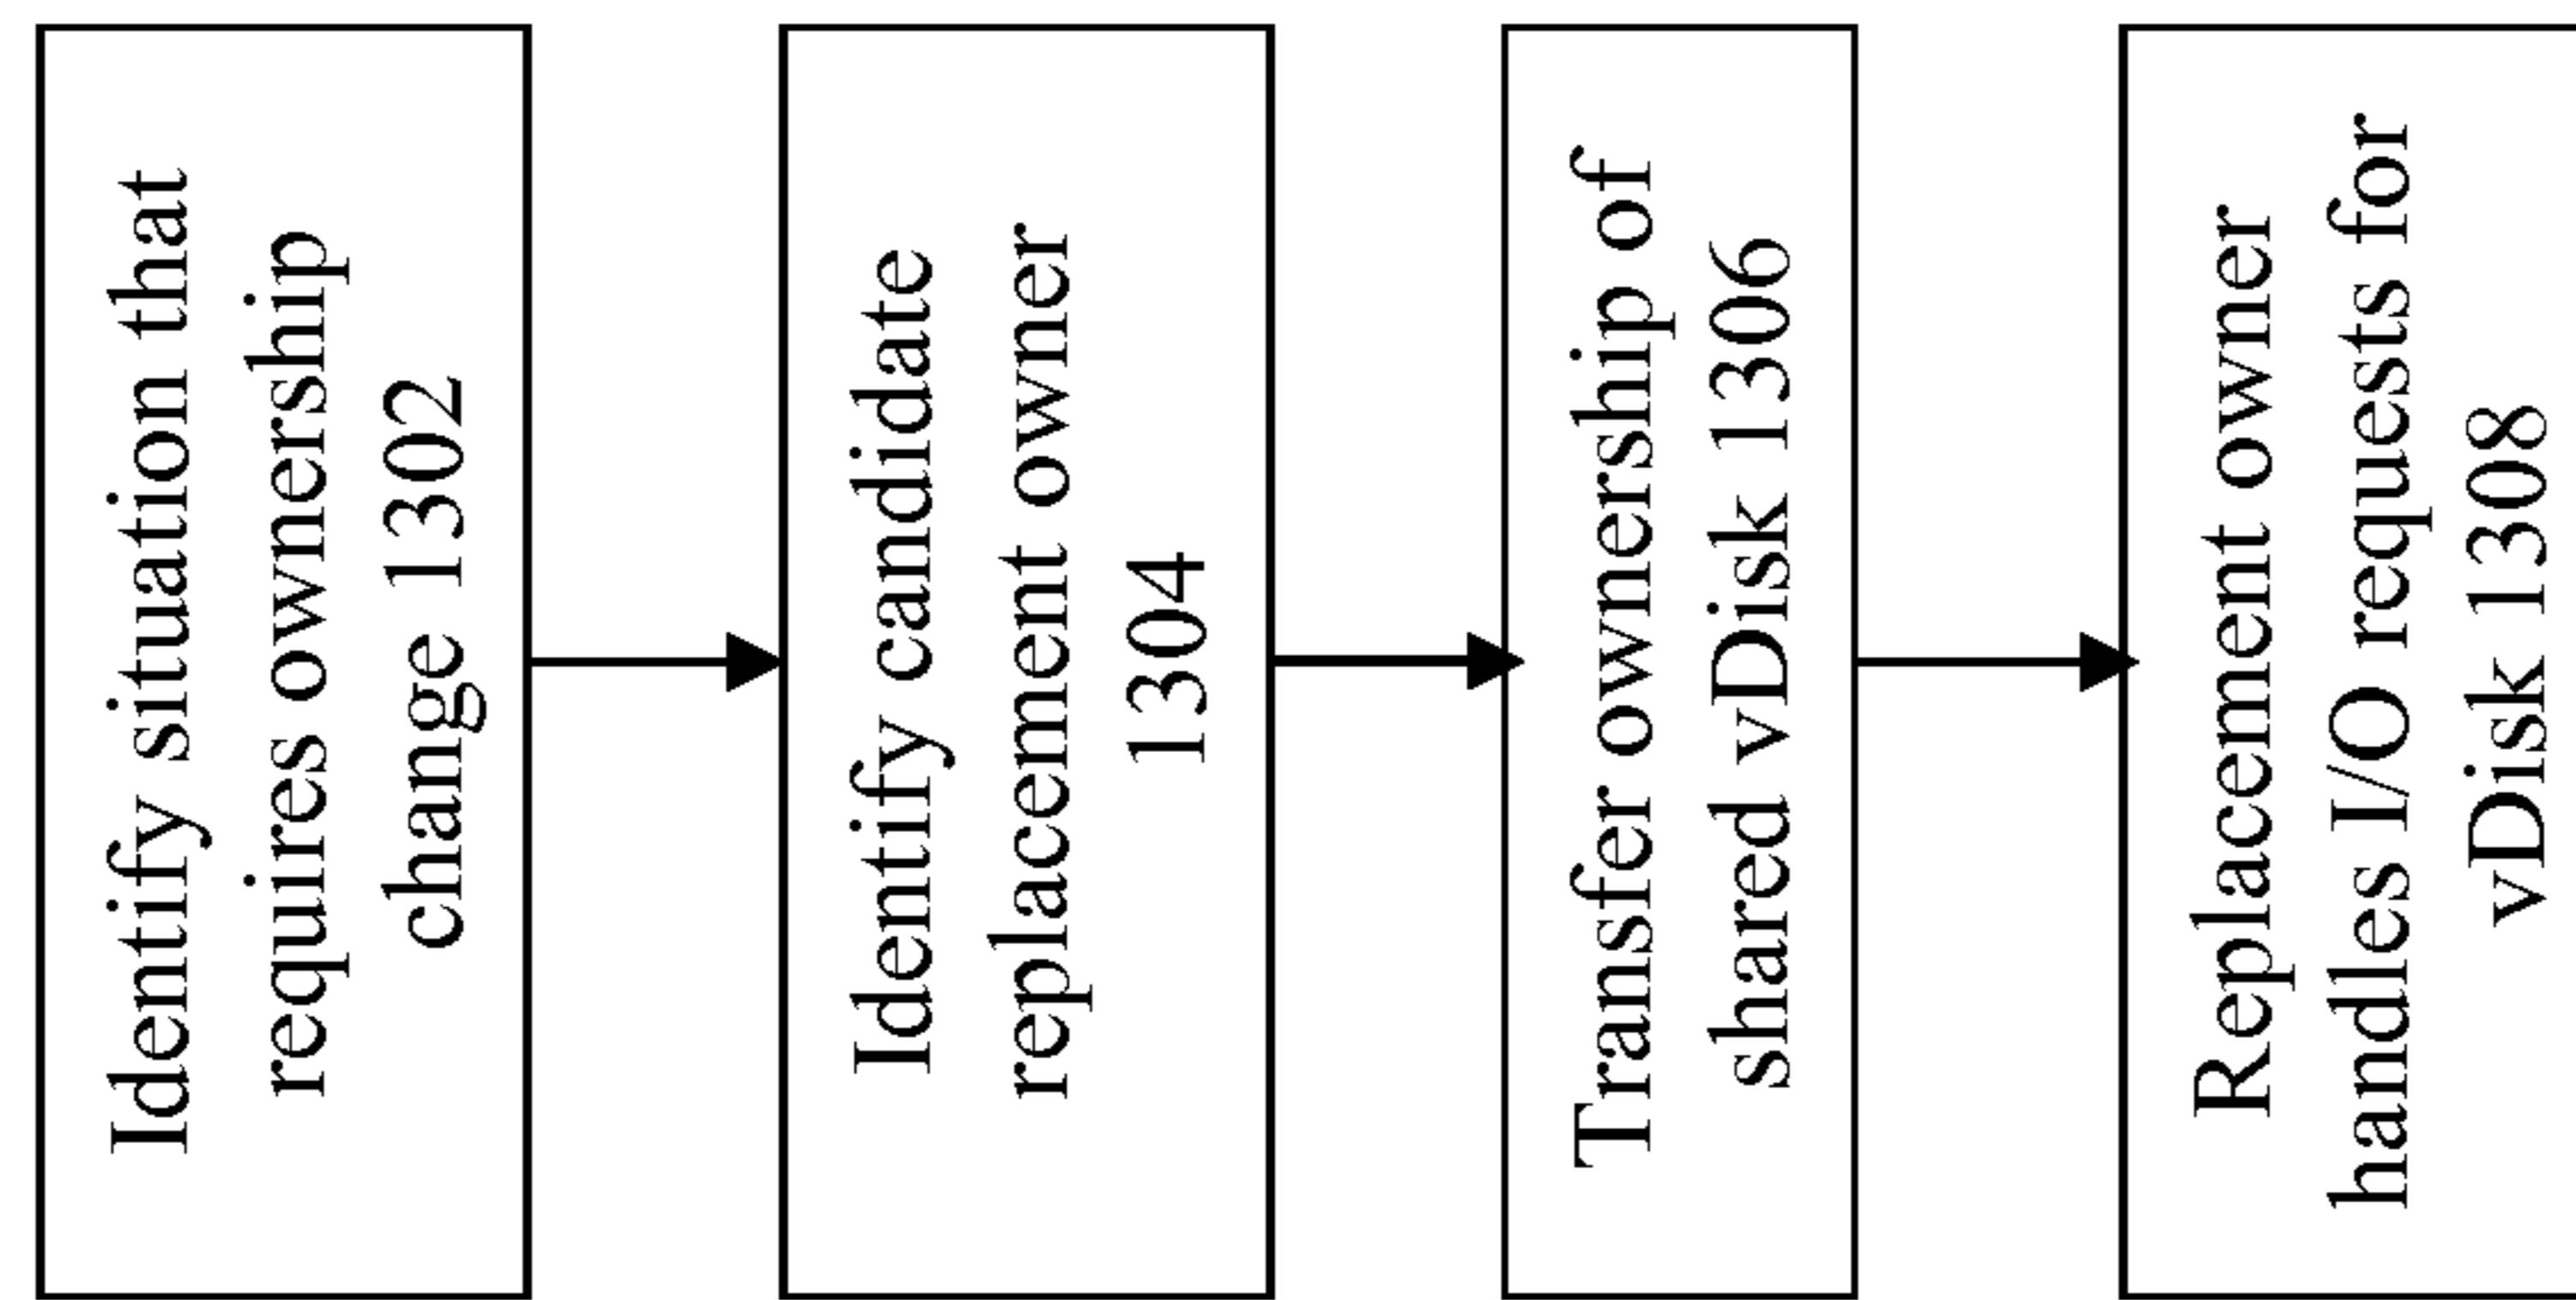 Identify situation that
requires ownership
change 1302
Identify candidate
replacement owner
1304
Transfer ownership of
shared vDisk 1306
Replacement owner
handles I/O requests for
vDisk 1308